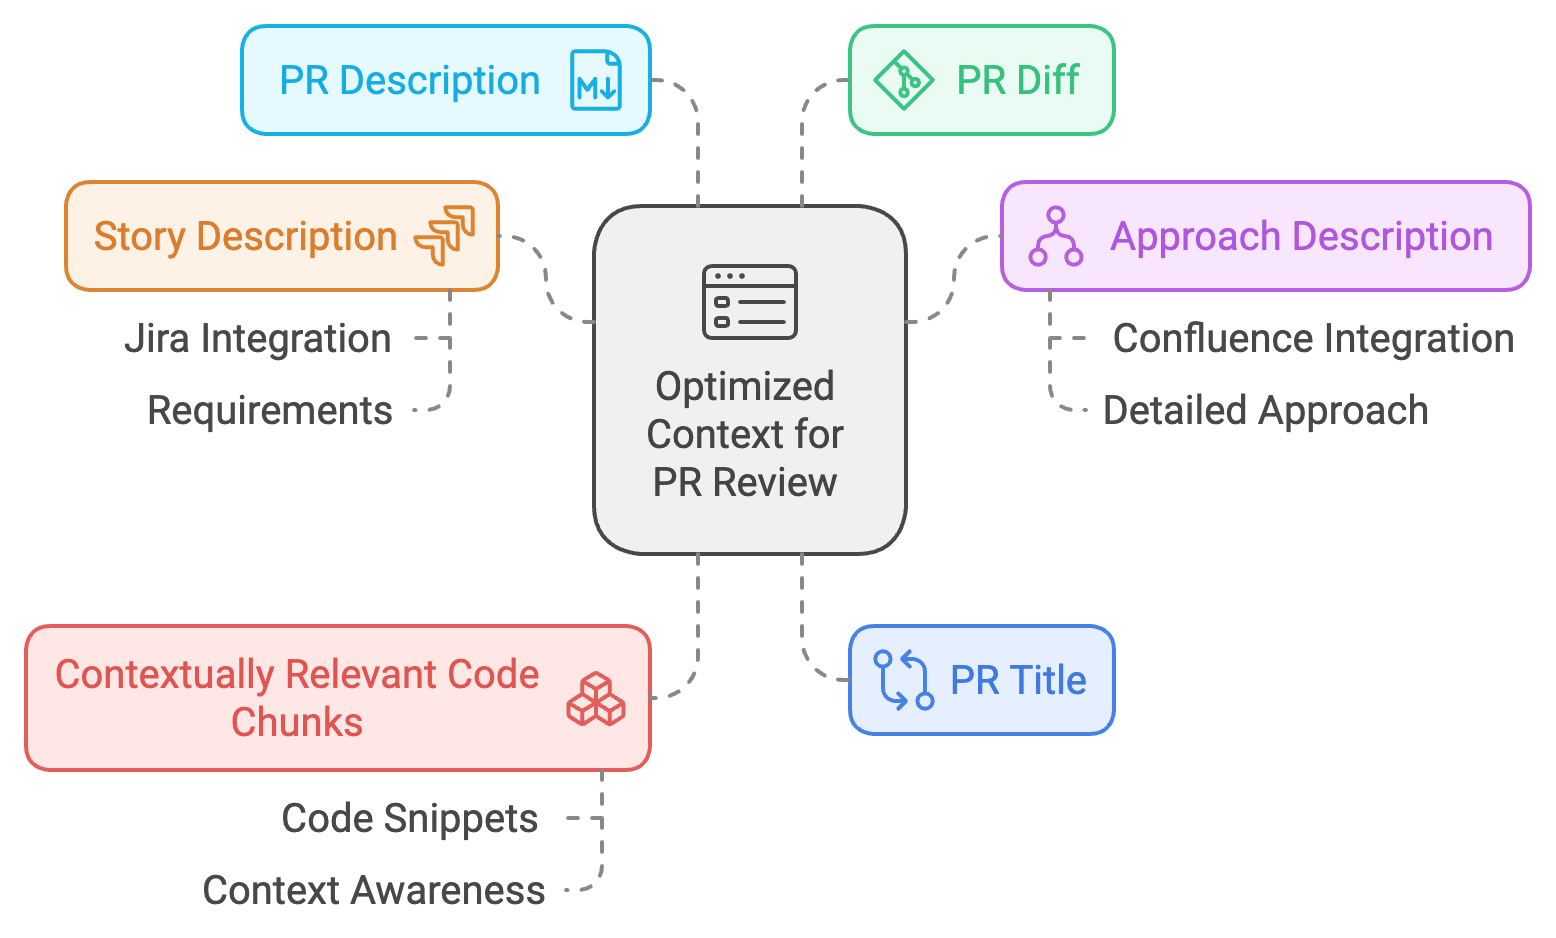 PR Description
M
PR Diff
Story Description
Approach Description
Jira Integration
Requirements
Confluence Integration
Detailed Approach
Optimized
Context for
PR Review
Contextually Relevant Code
Chunks
Code Snippets
Context Awareness
PR Title